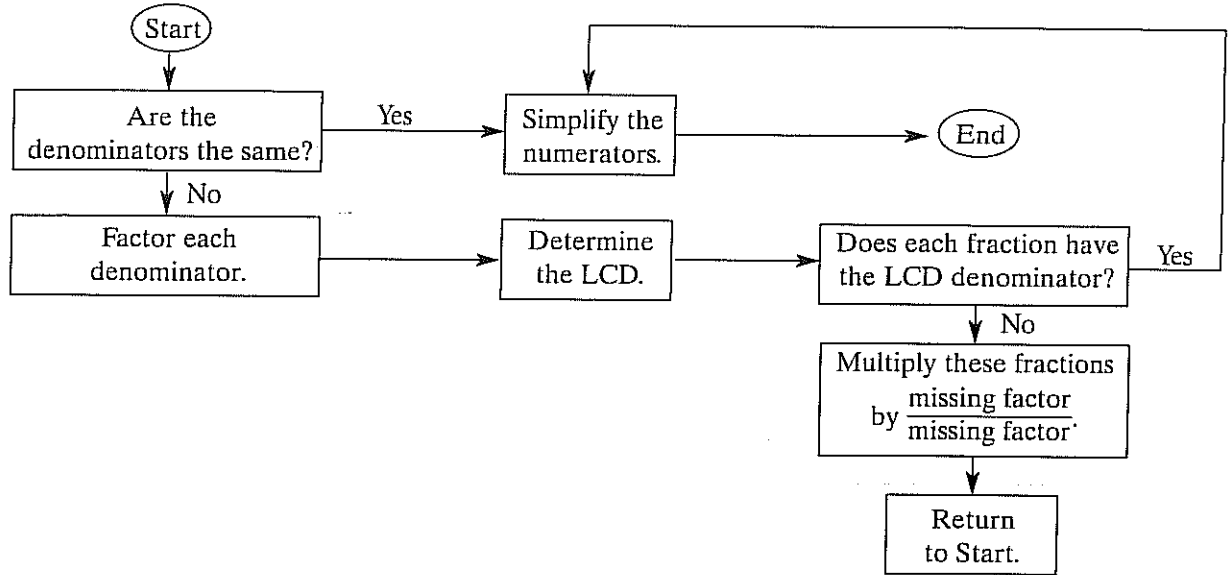 Start
Are the
denominators the same?
Yes
Simplify the
numerators.
End
No
Factor each
denominator.
Determine
the LCD.
Does each fraction have
the LCD denominator?
Yes
No
Multiply these fractions
by missing factor
missing factor.
Return
to Start.